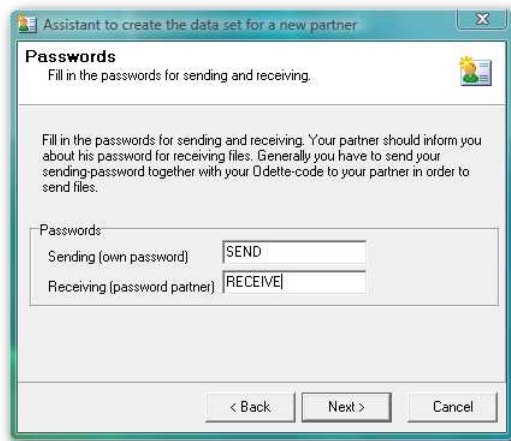 Assistant to create the data set for a new partner
Passwords
Fill in the passwords for sending and receiving.
Fill in the passwords for sending and receiving. Your partner should inform you
about his password for receiving files. Generally you have to send your
sending-password together with your Odette-code to your partner in order to
send files.
Passwords
Sending (own password) SEND
Receiving (password partner) RECEIVE
< Back Next > Cancel